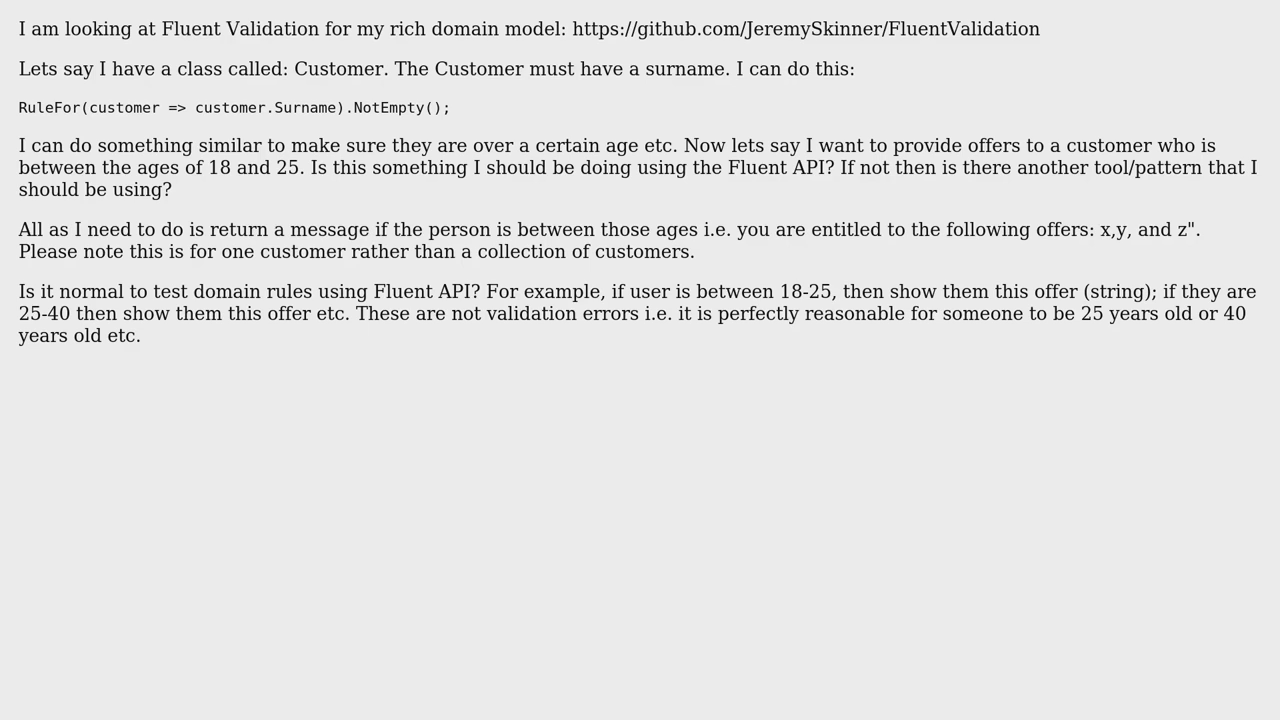 I am looking at Fluent Validation for my rich domain model: https://github.com/JeremySkinner/FluentValidation
Lets say I have a class called: Customer. The Customer must have a surname. I can do this:
RuleFor(customer => customer.Surname).NotEmpty();
I can do something similar to make sure they are over a certain age etc. Now lets say I want to provide offers to a customer who is
between the ages of 18 and 25. Is this something I should be doing using the Fluent API? If not then is there another tool/pattern that I
should be using?
All as I need to do is return a message if the person is between those ages i.e. you are entitled to the following offers: x,y, and z".
Please note this is for one customer rather than a collection of customers.
Is it normal to test domain rules using Fluent API? For example, if user is between 18-25, then show them this offer (string); if they are
25-40 then show them this offer etc. These are not validation errors i.e. it is perfectly reasonable for someone to be 25 years old or 40
years old etc.